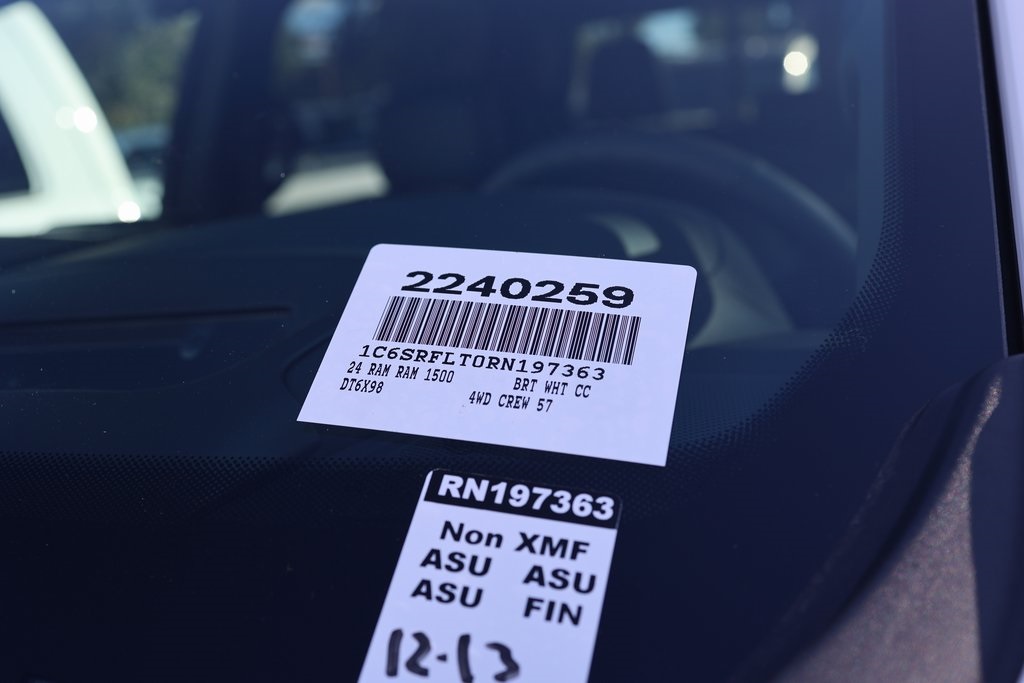 2240259
1C6SRFLT0RN197363
24 RAM RAM 1500 BRT WHT CC
DT6X98 4WD CREW 57
RN197363
Non XMF
ASU ASU
ASU FIN
12-13